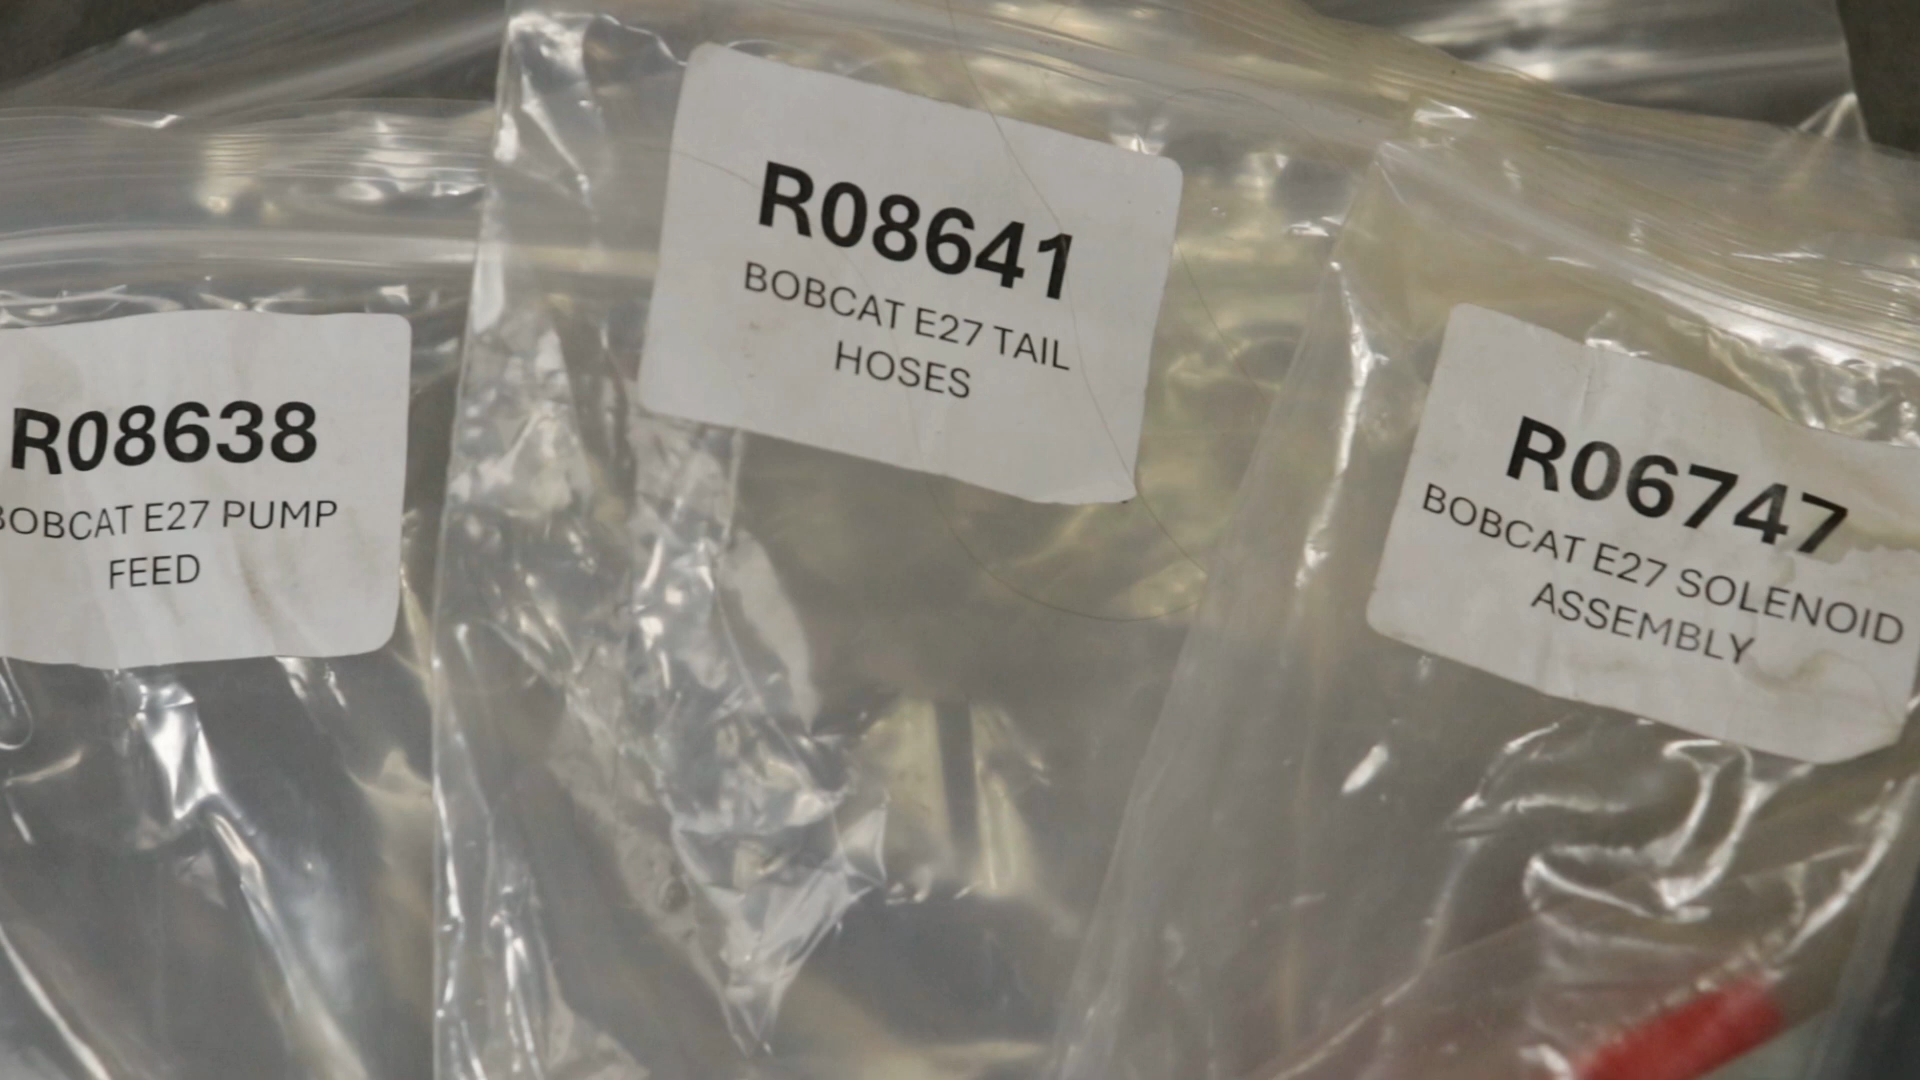 R08638
BOBCAT E27 PUMP
FEED
R08641
BOBCAT E27 TAIL
HOSES
R06747
BOBCAT E27 SOLENOID
ASSEMBLY